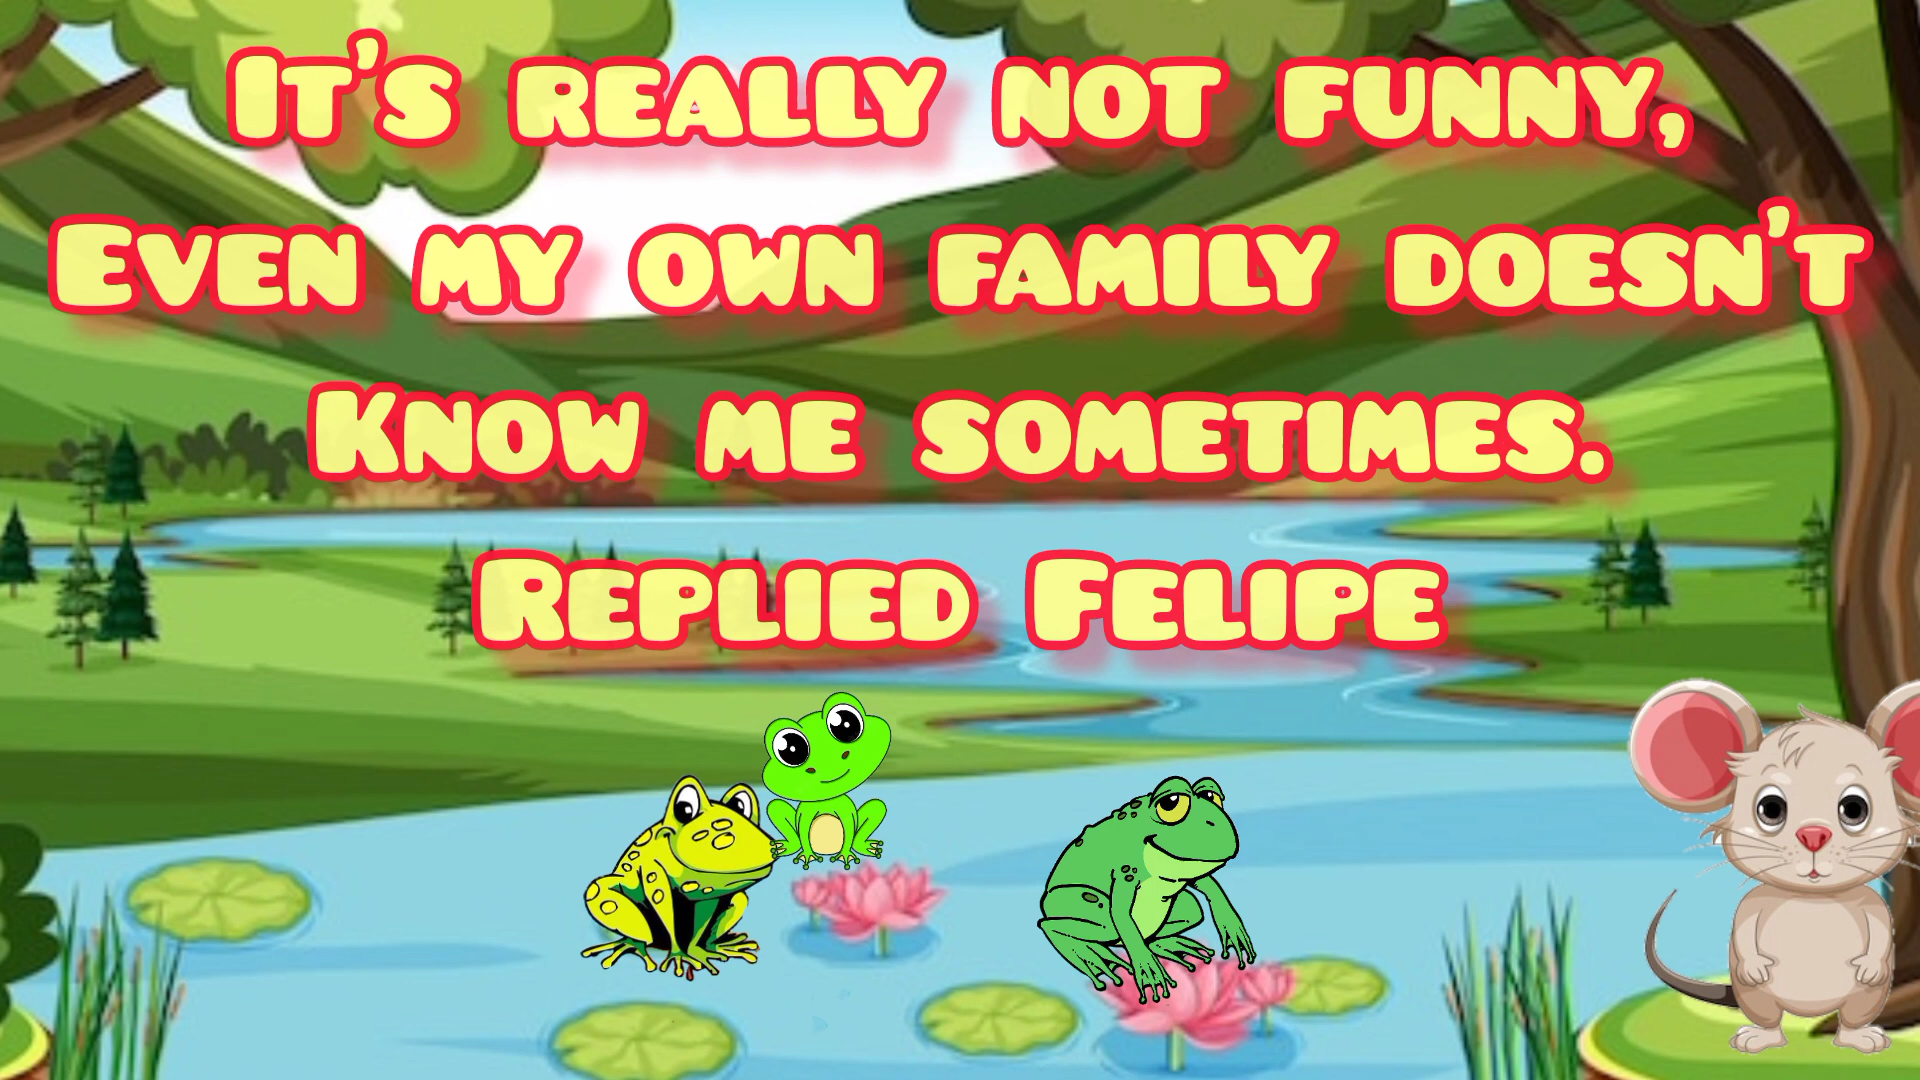 It's really not funny,
Even my own family doesn't
Know me sometimes.
Replied Felipe